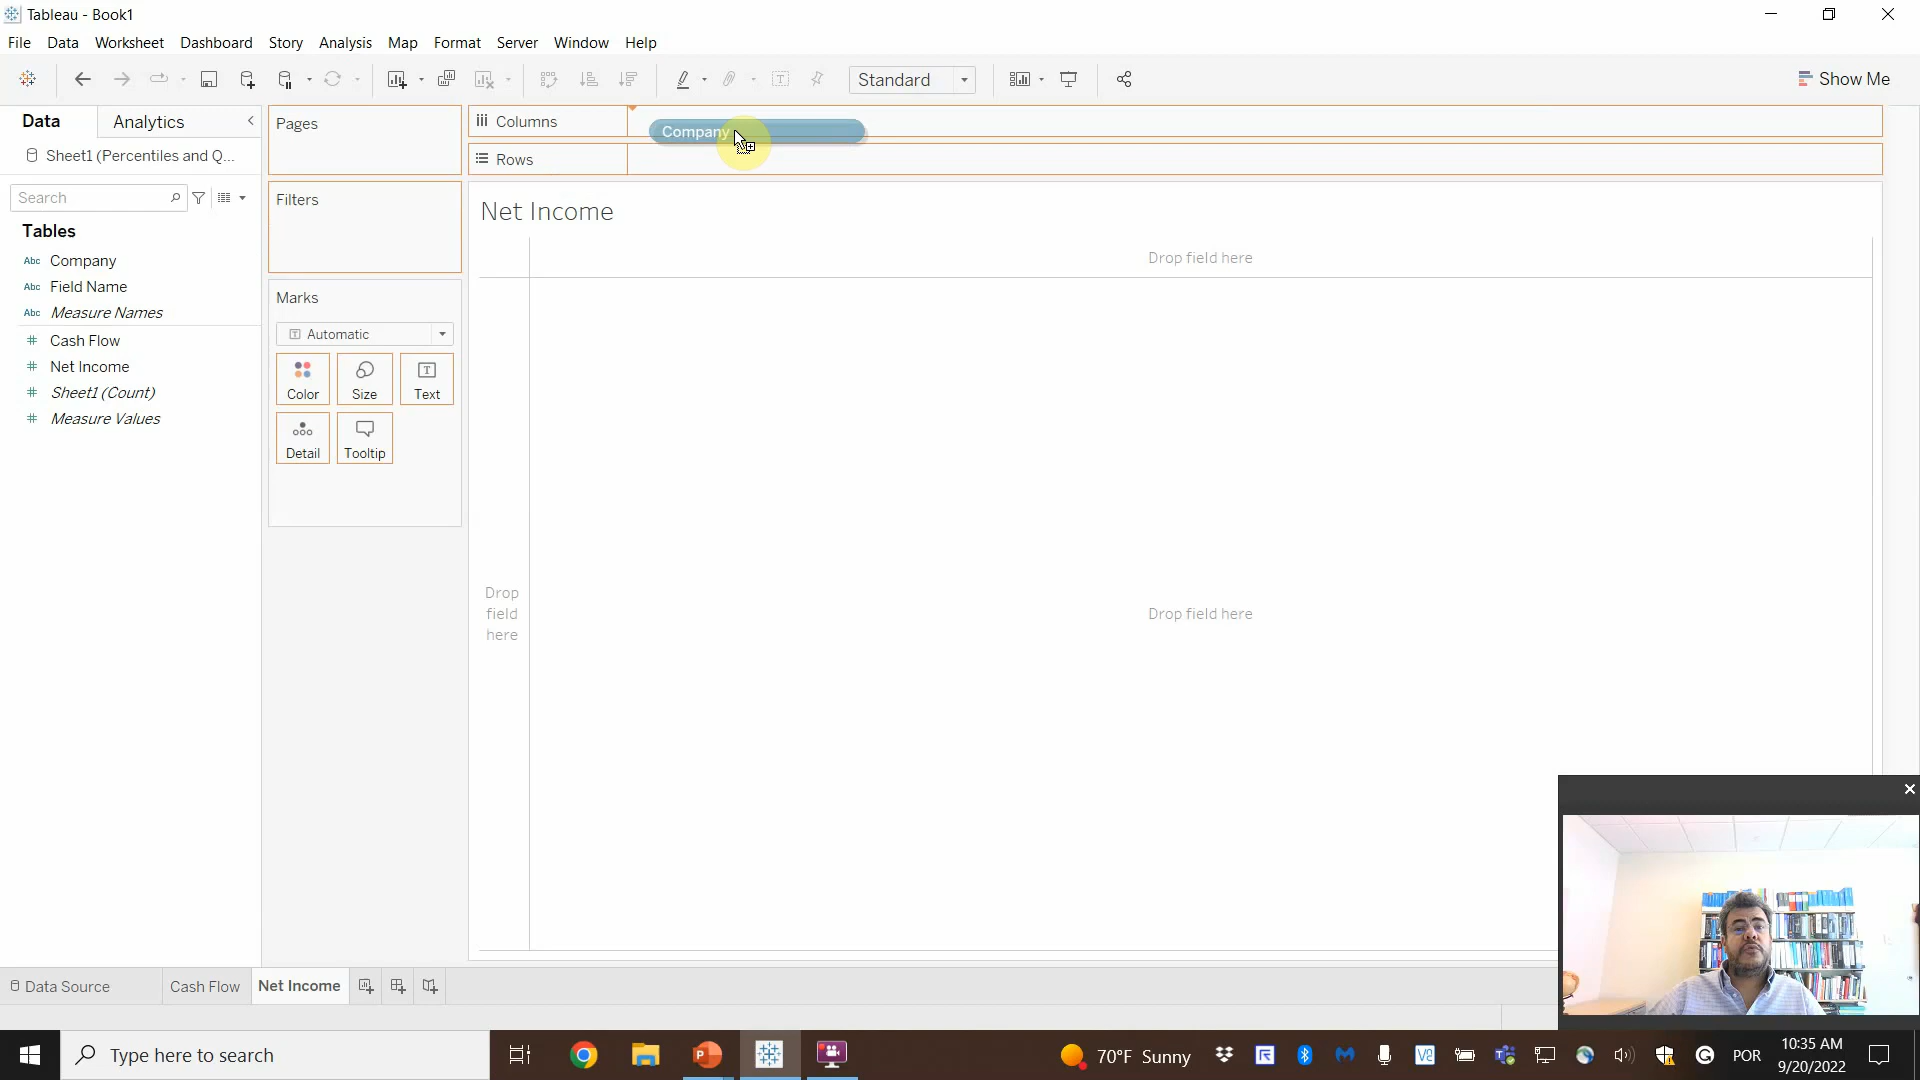 Tableau - Book1
File Data Worksheet Dashboard Story Analysis Map Format Server Window Help
Standard
Show Me
Data
Analytics
Pages
Columns
Company
Sheet1 (Percentiles and Q...
Rows
Search
Filters
Net Income
Tables
Drop field here
Abc Company
Abc Field Name
Abc Measure Names
Marks
Cash Flow
Automatic
Net Income
Color
Size
Text
Sheet1 (Count)
Measure Values
Detail
Tooltip
Drop
field
here
Drop field here
Data Source
Cash Flow
Net Income
Type here to search
70°F Sunny
POR
10:35 AM
9/20/2022